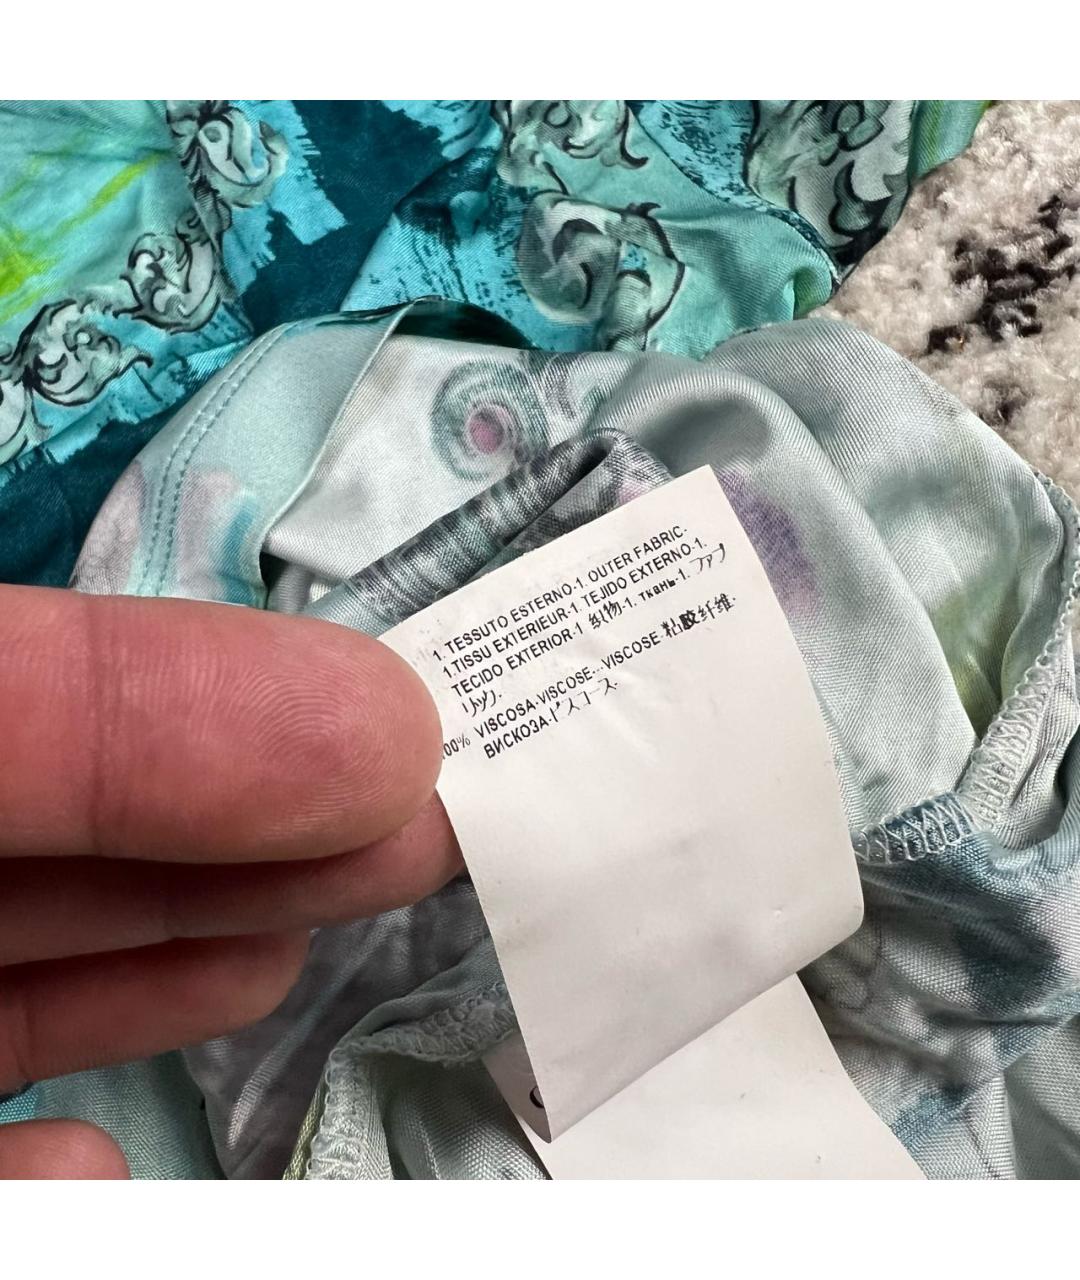 1. TESSUTO ESTERNO-1. OUTER FABRIC-
1.TISSU EXTERIEUR-1. TEJIDO EXTERNO-1.
TECIDO EXTERIOR-1 织物-1. Ткань-1. ファブ
リック.
100% VISCOSA-VISCOSE...VISCOSE-粘胶纤维-
ВИСКОЗА-ビスコース-